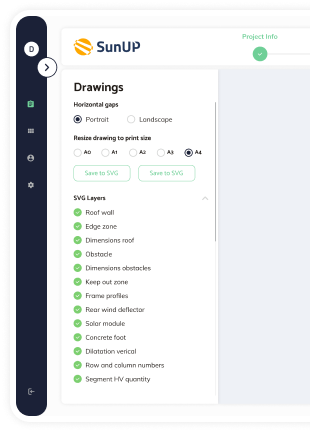 SunUP
Project Info
D
Drawings
Horizontal gaps
Portrait Landscape
Resize drawing to print size
A0 A1 A2 A3 A4
Save to SVG Save to SVG
SVG Layers
Roof wall
Edge zone
Dimensions roof
Obstacle
Dimensions obstacles
Keep out zone
Frame profiles
Rear wind deflector
Solar module
Concrete foot
Dilatation verical
Row and column numbers
Segment HV quantity